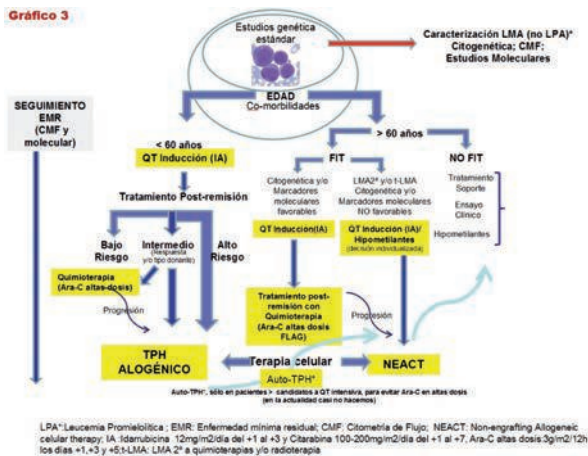 Gráfico 3
Estudios genética
estándar
Caracterización LMA (no LPA)*
Citogenética; CMF;
Estudios Moleculares
EDAD
Co-morbilidades
SEGUIMIENTO
EMR
(CMF y
molecular)
< 60 años
QT Inducción (IA)
Tratamiento Post-remisión
Bajo
Riesgo
Intermedio
(Respuesta
y/o tipo donante)
Alto
Riesgo
Quimioterapia
(Ara-C altas-dosis)
Progresión
> 60 años
FIT
NO FIT
Citogenética y/o
Marcadores
moleculares
favorables
QT Inducción(IA)
LMA2ª y/o t-LMA
Citogenética y/o
Marcadores moleculares
NO favorables
QT Inducción (IA)/
Hipometilantes
(decisión individualizada)
Tratamiento
Soporte
Ensayo
Clínico
Hipometilantes
Tratamiento post-
remisión con
Quimioterapia
(Ara-C altas dosis
FLAG)
Progresión
TPH
ALOGÉNICO
Terapia celular
Auto-TPH*
NEACT
Auto-TPH*, sólo en pacientes > candidatos a QT intensiva, para evitar Ara-C en altas dosis
(en la actualidad casi no hacemos)
LPA*:Leucemia Promielolítica ; EMR: Enfermedad mínima residual; CMF: Citometría de Flujo; NEACT: Non-engrafting Allogeneic
celular therapy; IA :Idarrubicina 12mg/m2/día del +1 al +3 y Citarabina 100-200mg/m2/día del +1 al +7, Ara-C altas dosis:3g/m2/12h
los días +1,+3 y +5;t-LMA: LMA 2ª a quimioterapias y/o radioterapia